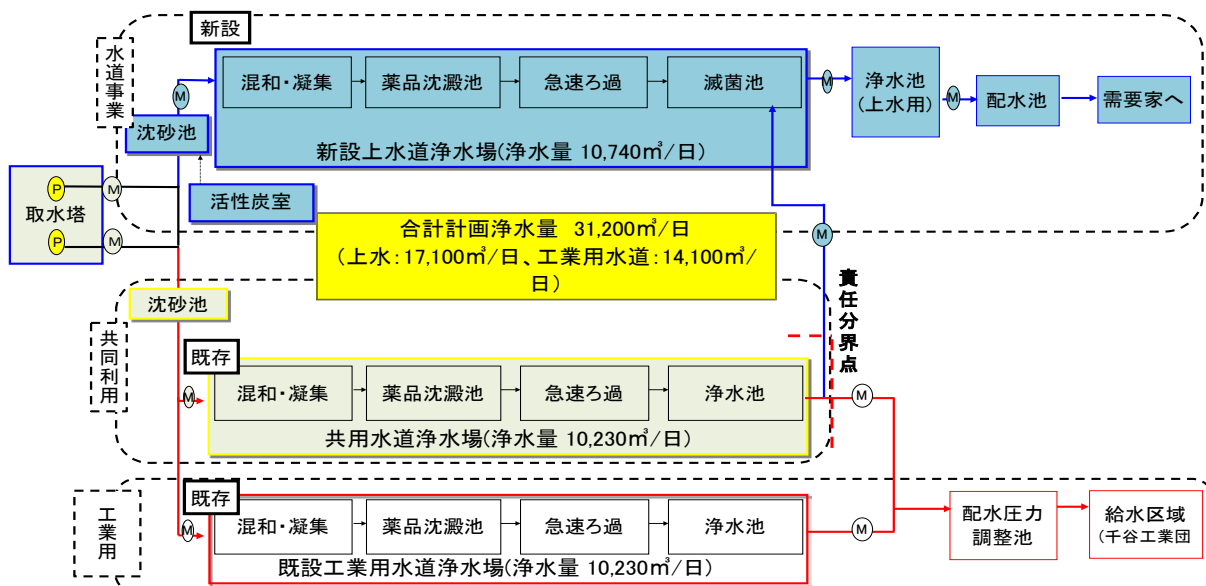 新設
水道事業
混和・凝集
薬品沈澱池
急速ろ過
滅菌池
新設上水道浄水場(浄水量 10,740㎥/日)
M
M
浄水池
(上水用)
M
配水池
需要家へ
沈砂池
活性炭室
取水塔
P
P
M
M
合計計画浄水量 31,200㎥/日
(上水:17,100㎥/日、工業用水道:14,100㎥/
日)
M
責任分界点
沈砂池
共同利用
既存
M
混和・凝集
薬品沈澱池
急速ろ過
浄水池
共用水道浄水場(浄水量 10,230㎥/日)
M
工業用
既存
M
混和・凝集
薬品沈澱池
急速ろ過
浄水池
既設工業用水道浄水場(浄水量 10,230㎥/日)
M
配水圧力
調整池
給水区域
(千谷工業団